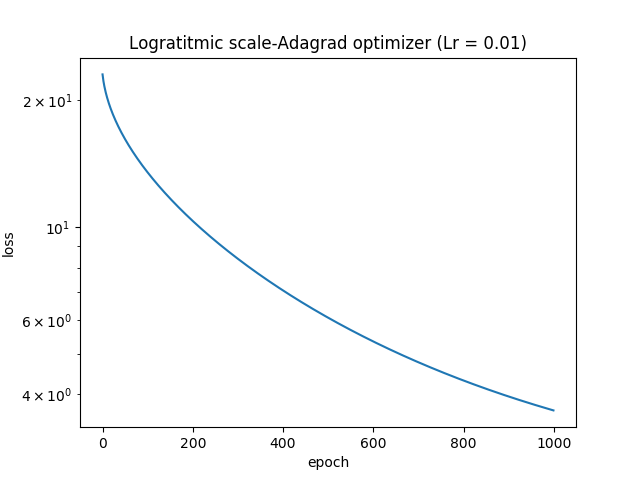 Logratitmic scale-Adagrad optimizer (Lr = 0.01)
2 × 10¹
10¹
6 × 10⁰
4 × 10⁰
loss
0 200 400 600 800 1000
epoch